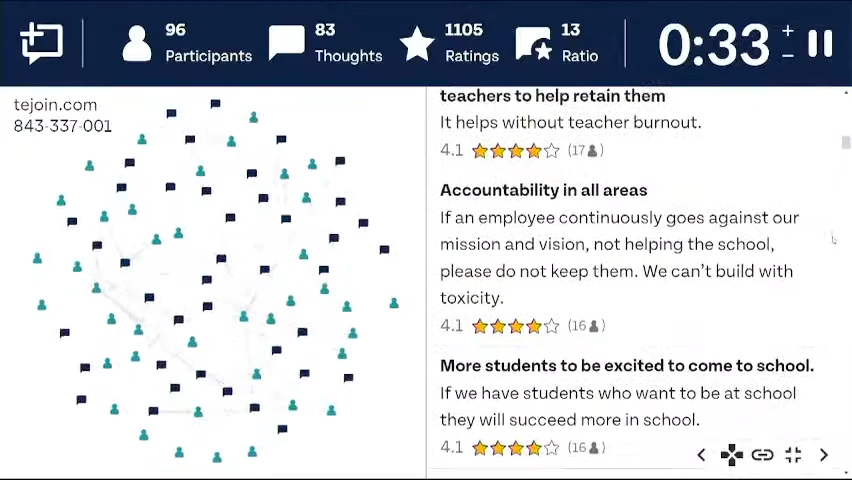 96
Participants
83
Thoughts
1105
Ratings
13
Ratio
0:33
tejoin.com
843-337-001
teachers to help retain them
It helps without teacher burnout.
4.1 (17)
Accountability in all areas
If an employee continuously goes against our
mission and vision, not helping the school,
please do not keep them. We can't build with
toxicity.
4.1 (16)
More students to be excited to come to school.
If we have students who want to be at school
they will succeed more in school.
4.1 (16)